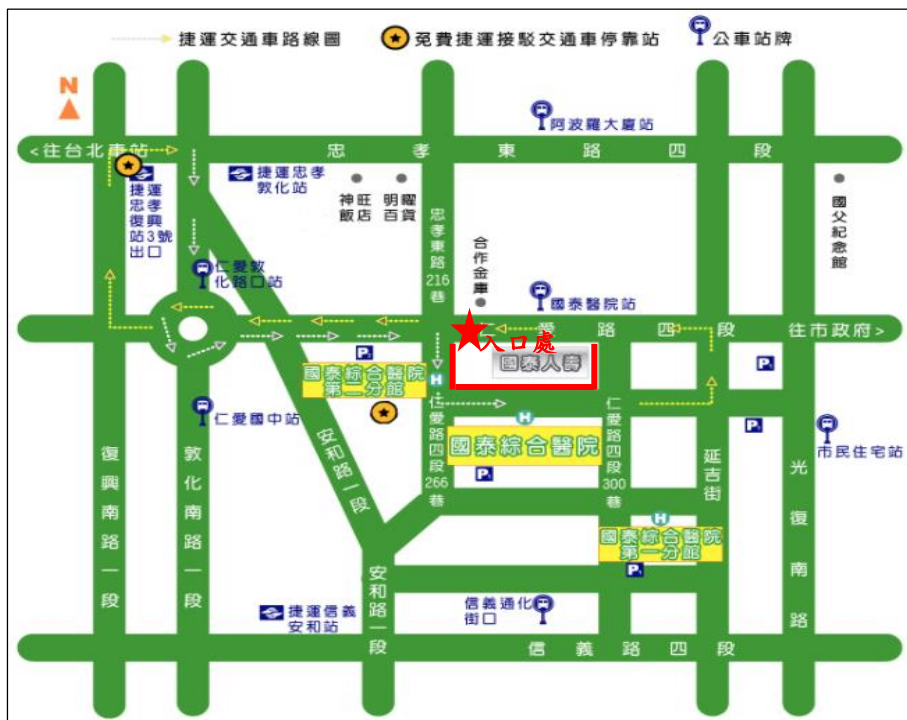 捷運交通車路線圖
免費捷運接駁交通車停靠站
公車站牌
N
阿波羅大廈站
<往台北車站
忠孝東路四段
捷運
忠孝
復興
站3號
出口
捷運忠孝
敦化站
神旺
飯店
明曜
百貨
忠孝東路216巷
合作金庫
國父紀念館
仁愛敦
化路口站
國泰醫院站
仁愛路四段
往市政府>
入口處
國泰人壽
國泰綜合醫院
第二分館
H
仁愛國中站
仁愛路四段266巷
H
國泰綜合醫院
仁愛路四段300巷
市民住宅站
復興南路一段
敦化南路一段
安和路一段
延吉街
光復南路
H
國泰綜合醫院
第一分館
安和路一段
捷運信義
安和站
信義通化
街口
信義路四段
P
P
P
P
P